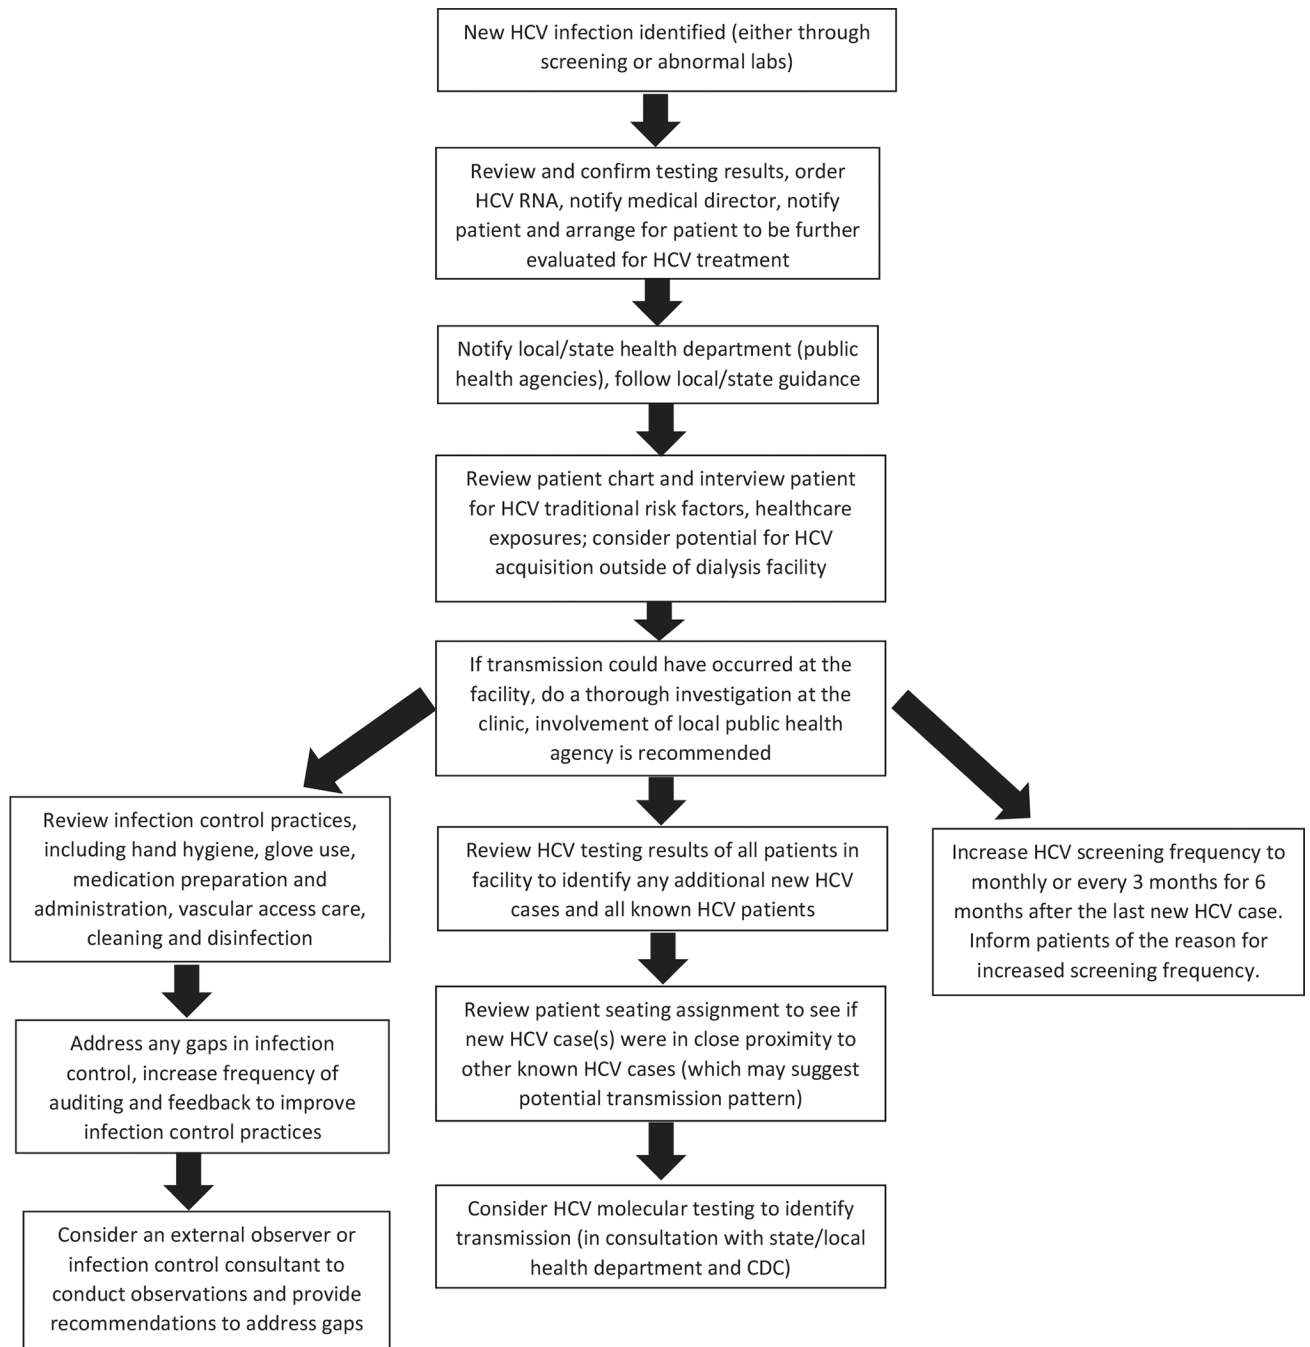 New HCV infection identified (either through
screening or abnormal labs)
Review and confirm testing results, order
HCV RNA, notify medical director, notify
patient and arrange for patient to be further
evaluated for HCV treatment
Notify local/state health department (public
health agencies), follow local/state guidance
Review patient chart and interview patient
for HCV traditional risk factors, healthcare
exposures; consider potential for HCV
acquisition outside of dialysis facility
If transmission could have occurred at the
facility, do a thorough investigation at the
clinic, involvement of local public health
agency is recommended
Review infection control practices,
including hand hygiene, glove use,
medication preparation and
administration, vascular access care,
cleaning and disinfection
Address any gaps in infection
control, increase frequency of
auditing and feedback to improve
infection control practices
Consider an external observer or
infection control consultant to
conduct observations and provide
recommendations to address gaps
Review HCV testing results of all patients in
facility to identify any additional new HCV
cases and all known HCV patients
Review patient seating assignment to see if
new HCV case(s) were in close proximity to
other known HCV cases (which may suggest
potential transmission pattern)
Consider HCV molecular testing to identify
transmission (in consultation with state/local
health department and CDC)
Increase HCV screening frequency to
monthly or every 3 months for 6
months after the last new HCV case.
Inform patients of the reason for
increased screening frequency.